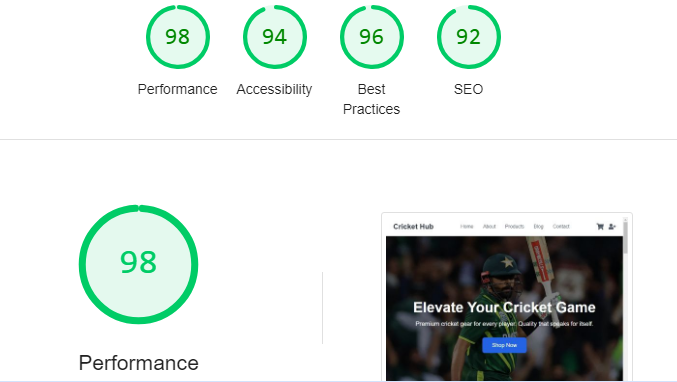 98 94 96 92
Performance Accessibility Best Practices SEO
98
Performance
Cricket Hub Home About Products Blog Contact
Elevate Your Cricket Game
Premium cricket gear for every player. Quality that speaks for itself.
Shop Now